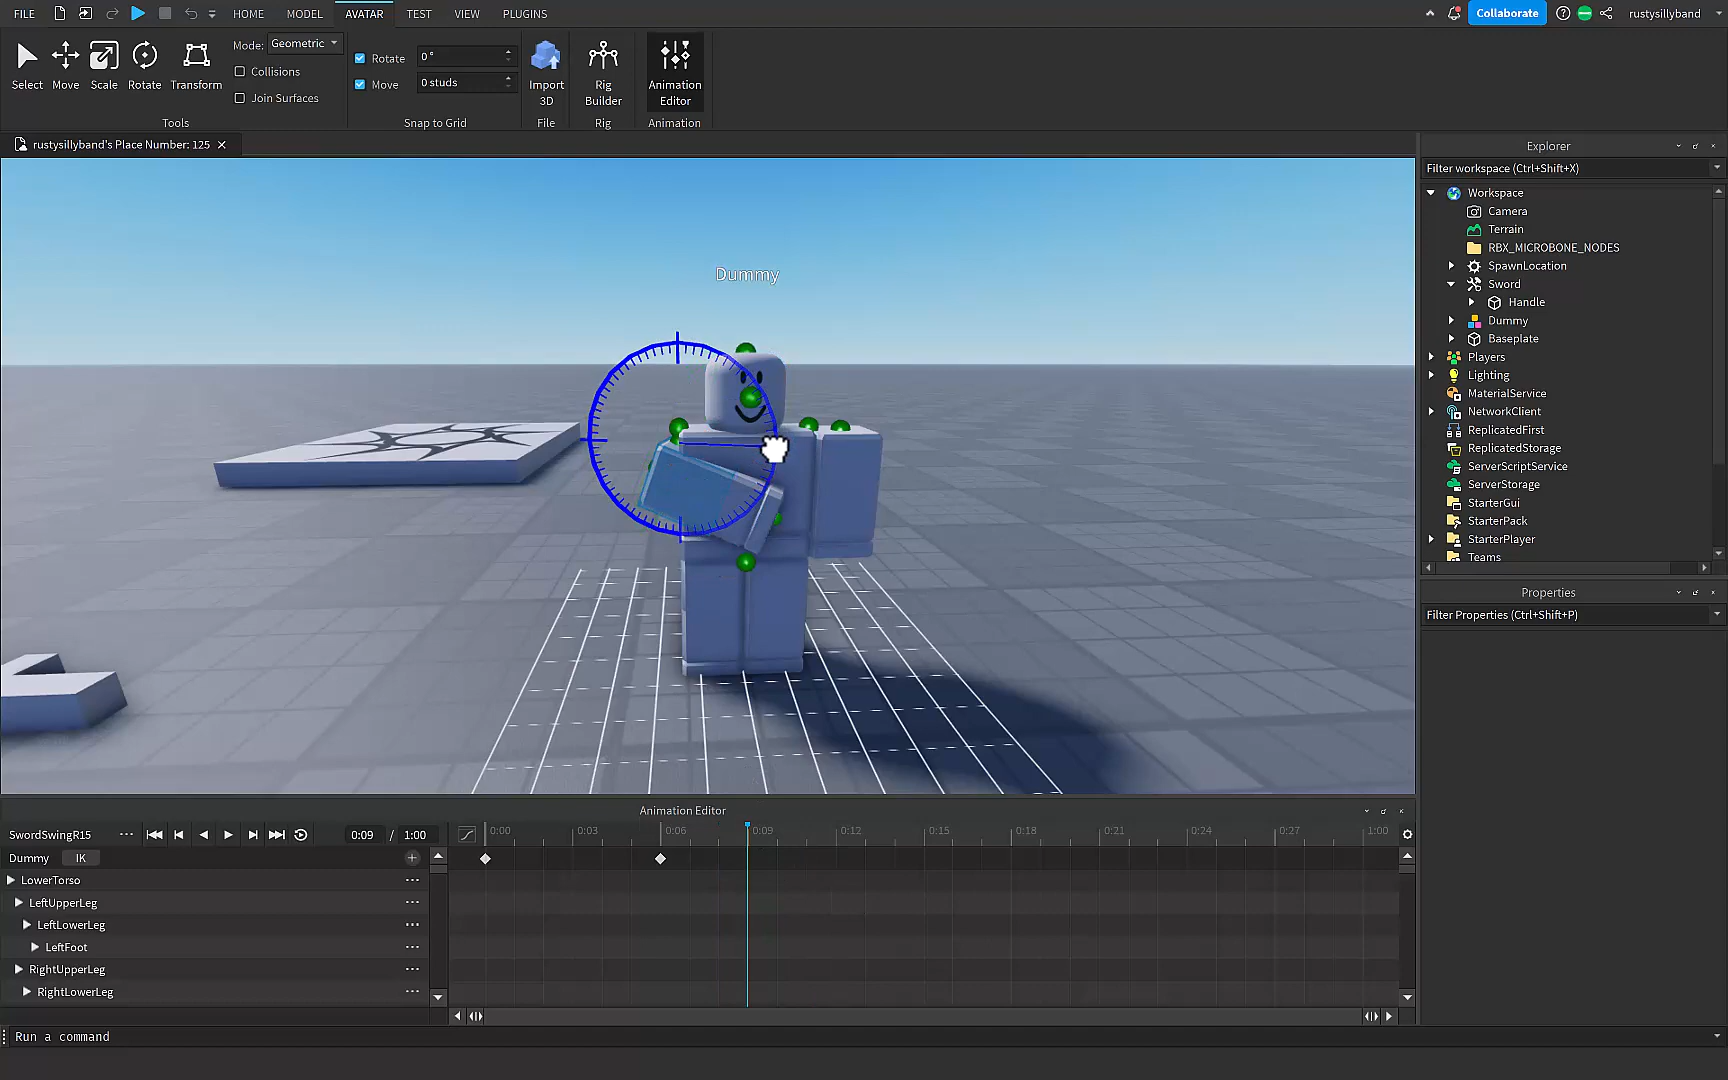 FILE
HOME
MODEL
AVATAR
TEST
VIEW
PLUGINS
Collaborate
rustysillyband
Select
Move
Scale
Rotate
Transform
Mode: Geometric
Collisions
Join Surfaces
Tools
Rotate 0 °
Move 0 studs
Snap to Grid
Import
3D
File
Rig
Builder
Rig
Animation
Editor
Animation
rustysillyband's Place Number: 125
Dummy
Explorer
Filter workspace (Ctrl+Shift+X)
Workspace
Camera
Terrain
RBX_MICROBONE_NODES
SpawnLocation
Sword
Handle
Dummy
Baseplate
Players
Lighting
MaterialService
NetworkClient
ReplicatedFirst
ReplicatedStorage
ServerScriptService
ServerStorage
StarterGui
StarterPack
StarterPlayer
Teams
Properties
Filter Properties (Ctrl+Shift+P)
Animation Editor
SwordSwingR15
0:09 / 1:00
0:00 0:03 0:06 0:09 0:12 0:15 0:18 0:21 0:24 0:27 1:00
Dummy IK
LowerTorso
LeftUpperLeg
LeftLowerLeg
LeftFoot
RightUpperLeg
RightLowerLeg
Run a command